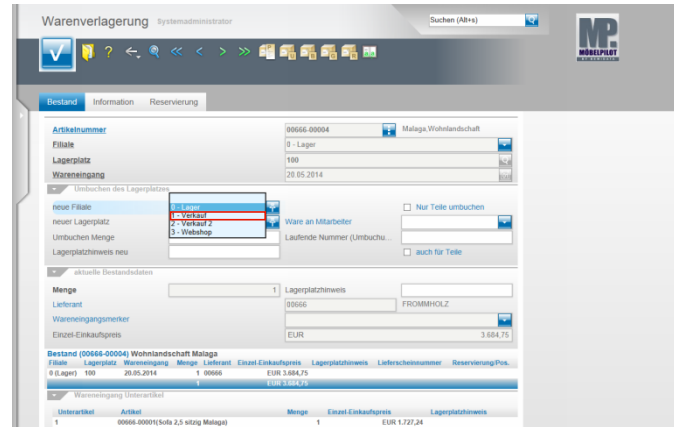 Warenverlagerung Systemadministrator
Suchen (Alt+s)
MP.
MÖBELPILOT
Bestand Information Reservierung
Artikelnummer 00666-00004 Malaga,Wohnlandschaft
Filiale 0 - Lager
Lagerplatz 100
Wareneingang 20.05.2014
Umbuchen des Lagerplatzes
neue Filiale 0 - Lager Nur Teile umbuchen
1 - Verkauf
neuer Lagerplatz 2 - Verkauf 2 Ware an Mitarbeiter
3 - Webshop
Umbuchen Menge Laufende Nummer (Umbuchu...
Lagerplatzhinweis neu auch für Teile
aktuelle Bestandsdaten
Menge 1 Lagerplatzhinweis
Lieferant 00666 FROMMHOLZ
Wareneingangsmerker
Einzel-Einkaufspreis EUR 3.684,75
Bestand (00666-00004) Wohnlandschaft Malaga
Filiale Lagerplatz Wareneingang Menge Lieferant Einzel-Einkaufspreis Lagerplatzhinweis Lieferscheinnummer Reservierung/Pos.
0 (Lager) 100 20.05.2014 1 00666 EUR 3.684,75
1 EUR 3.684,75
Wareneingang Unterartikel
Unterartikel Artikel Menge Einzel-Einkaufspreis Lagerplatzhinweis
1 00666-00001(Sofa 2,5 sitzig Malaga) 1 EUR 1.727,24